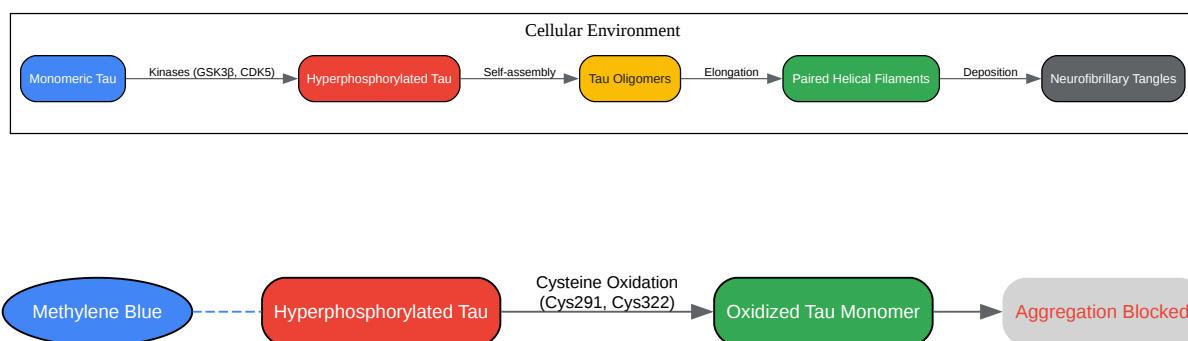 Cellular Environment
Monomeric Tau
Kinases (GSK3β, CDK5)
Hyperphosphorylated Tau
Self-assembly
Tau Oligomers
Elongation
Paired Helical Filaments
Deposition
Neurofibrillary Tangles
Methylene Blue
Hyperphosphorylated Tau
Cysteine Oxidation
(Cys291, Cys322)
Oxidized Tau Monomer
Aggregation Blocked